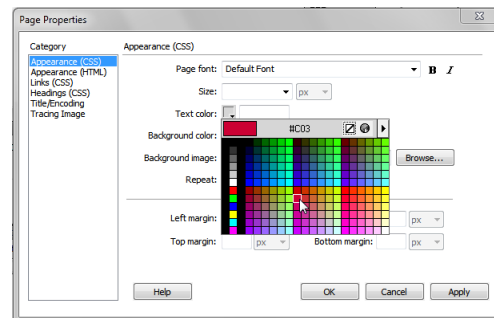 Page Properties
Category
Appearance (CSS)
Appearance (HTML)
Links (CSS)
Headings (CSS)
Title/Encoding
Tracing Image
Appearance (CSS)
Page font: Default Font B I
Size: px
Text color:
#C03
Background color:
Background image: Browse...
Repeat:
Left margin: px
Top margin: px Bottom margin: px
Help OK Cancel Apply